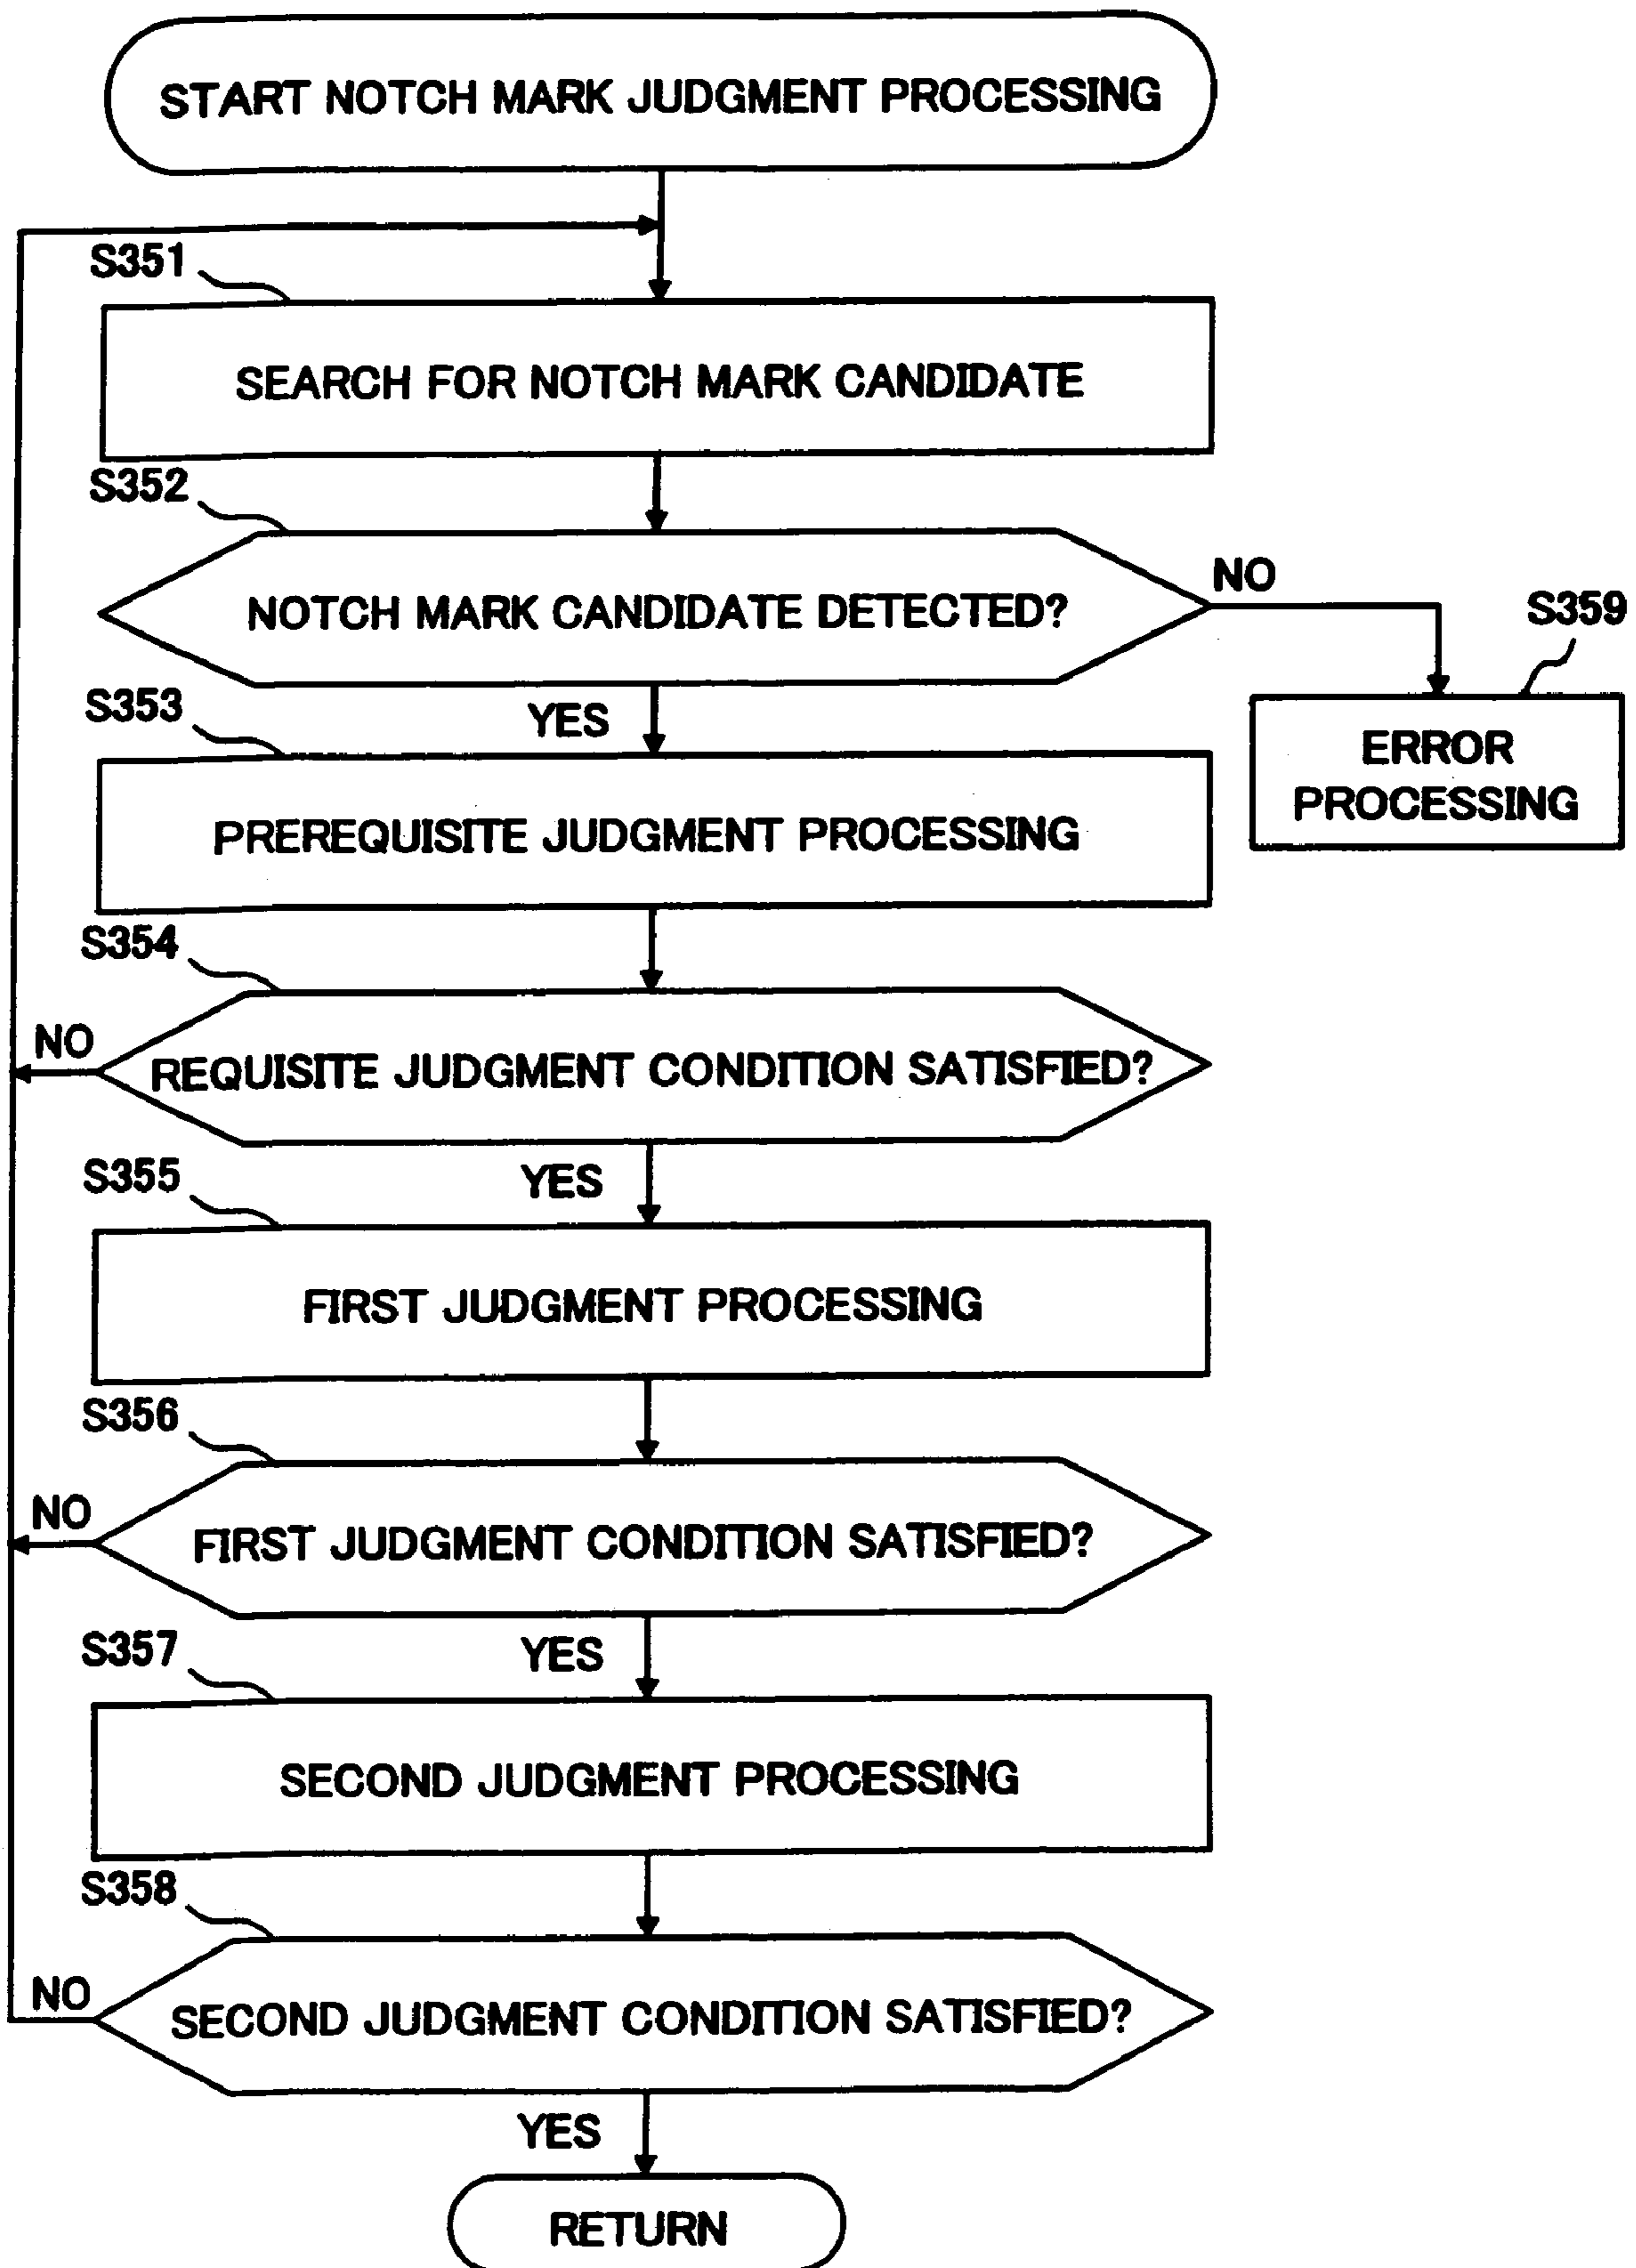 START NOTCH MARK JUDGMENT PROCESSING
S351
SEARCH FOR NOTCH MARK CANDIDATE
S352
NOTCH MARK CANDIDATE DETECTED?
NO
S359
ERROR
PROCESSING
YES
S353
PREREQUISITE JUDGMENT PROCESSING
S354
NO
REQUISITE JUDGMENT CONDITION SATISFIED?
YES
S355
FIRST JUDGMENT PROCESSING
S356
NO
FIRST JUDGMENT CONDITION SATISFIED?
YES
S357
SECOND JUDGMENT PROCESSING
S358
NO
SECOND JUDGMENT CONDITION SATISFIED?
YES
RETURN